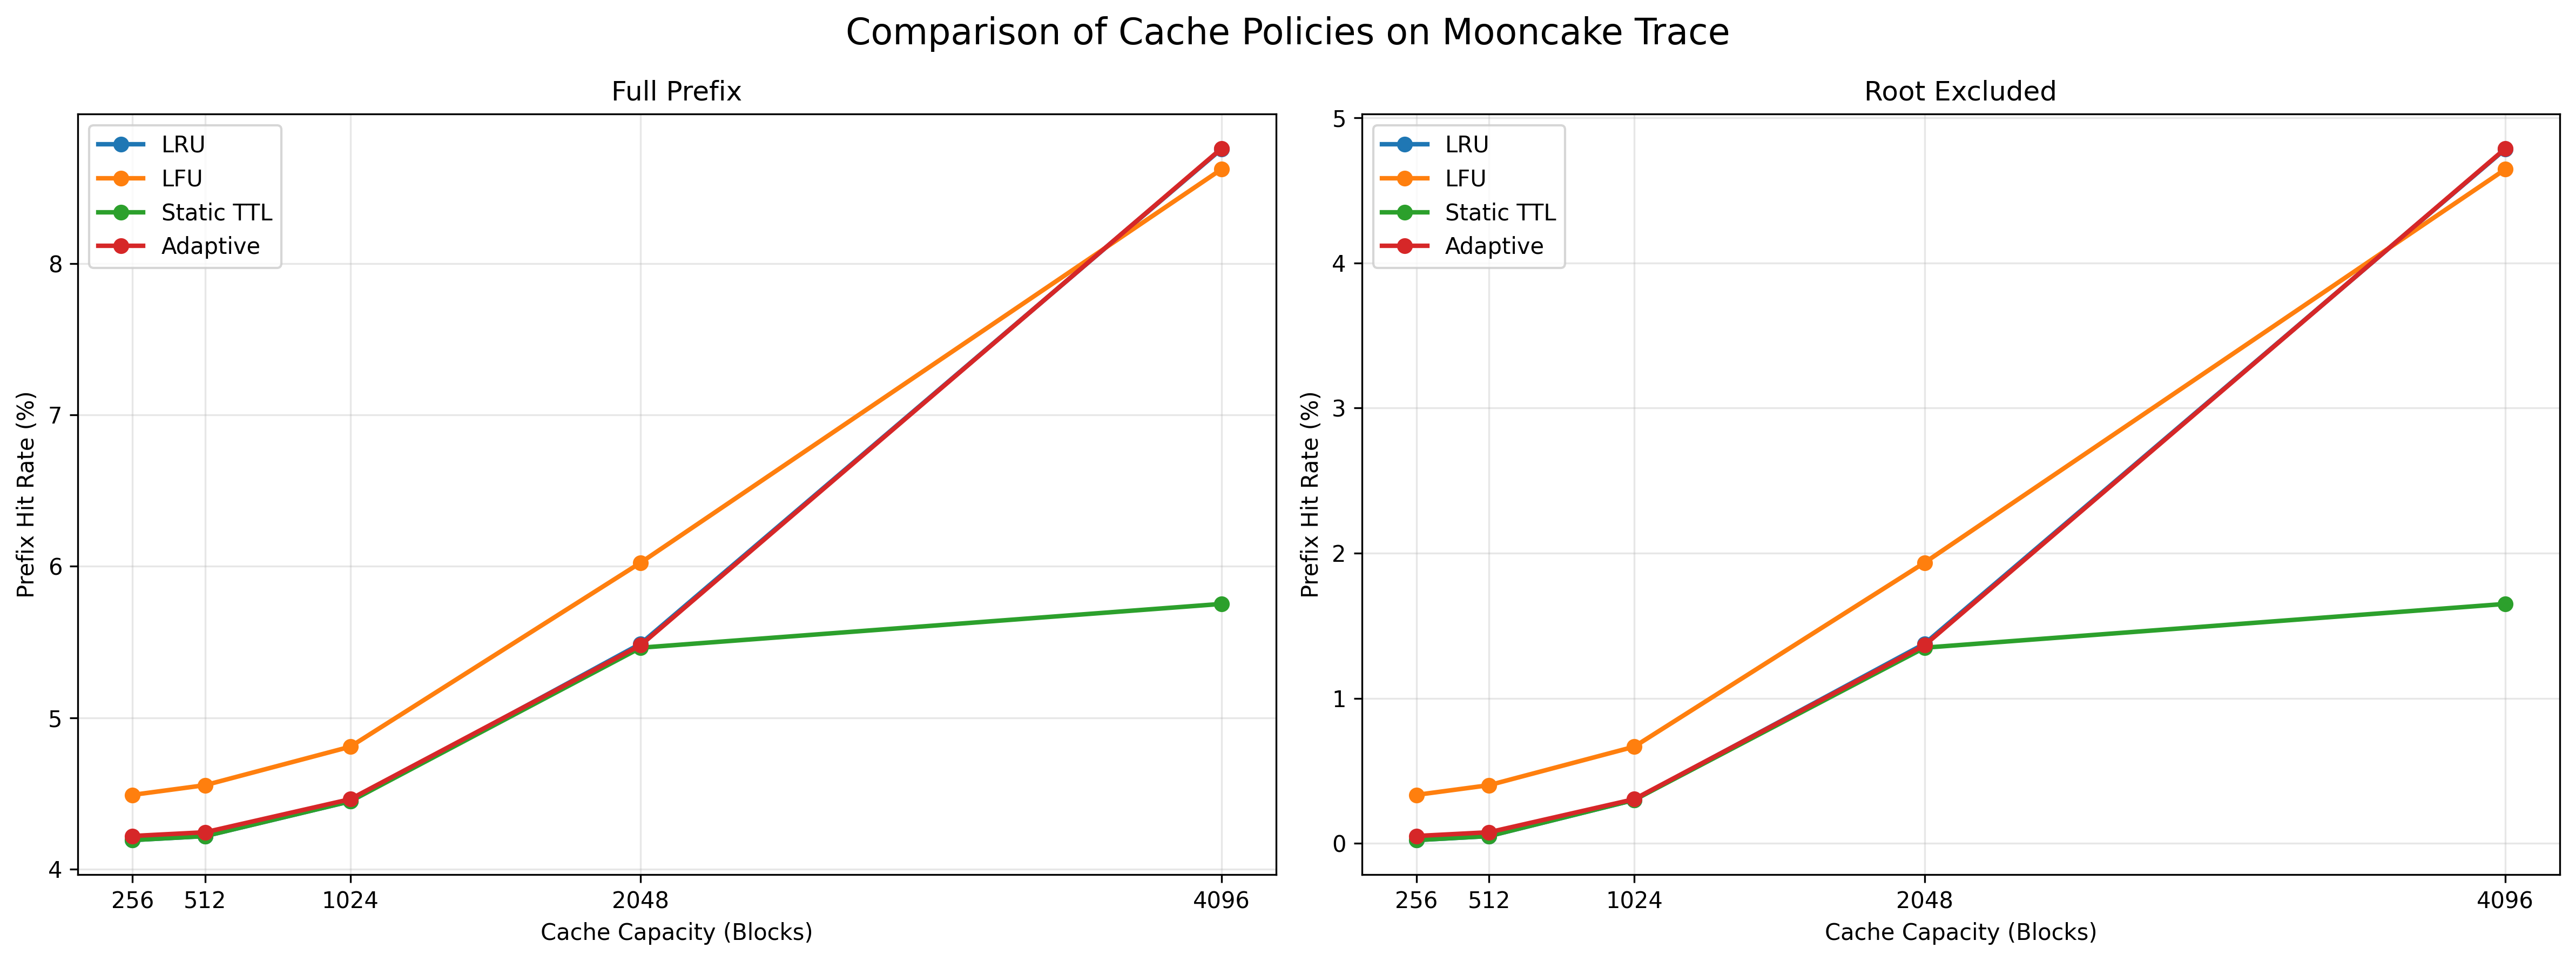 Comparison of Cache Policies on Mooncake Trace
Full Prefix
LRU
LFU
Static TTL
Adaptive
8
7
6
5
4
Prefix Hit Rate (%)
256 512 1024 2048 4096
Cache Capacity (Blocks)
Root Excluded
LRU
LFU
Static TTL
Adaptive
5
4
3
2
1
0
Prefix Hit Rate (%)
256 512 1024 2048 4096
Cache Capacity (Blocks)